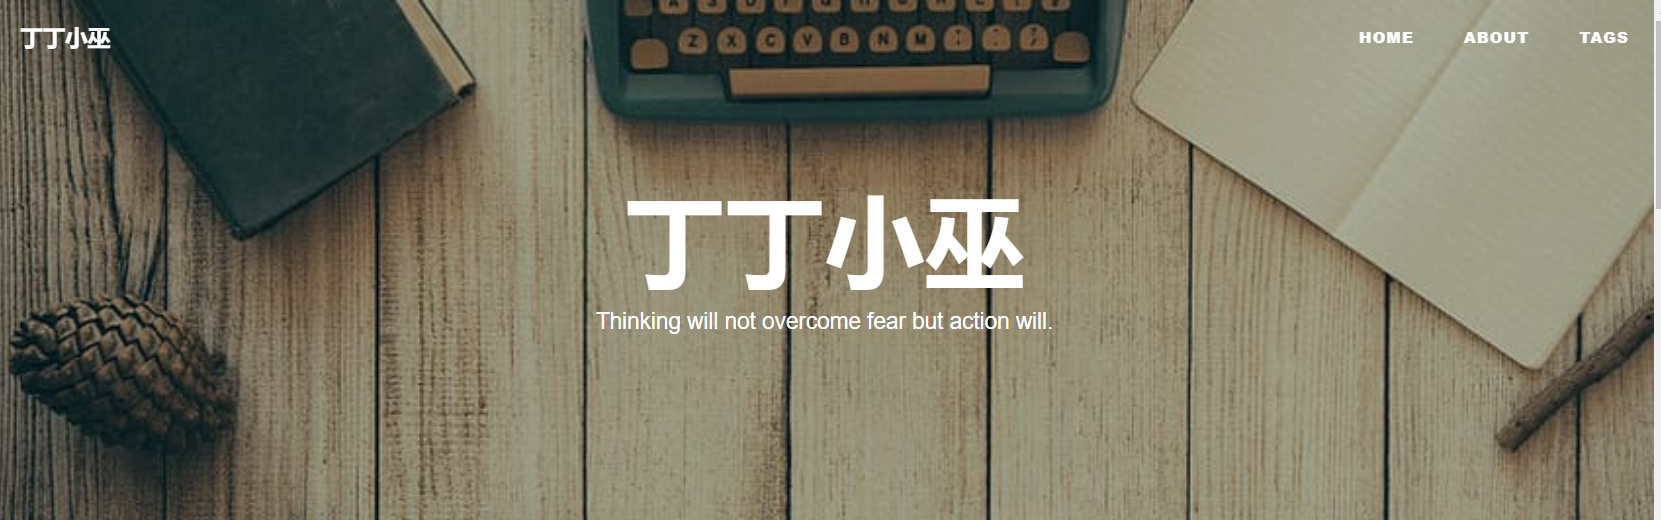 丁丁小巫
HOME ABOUT TAGS
丁丁小巫
Thinking will not overcome fear but action will.
Z X C V B N M